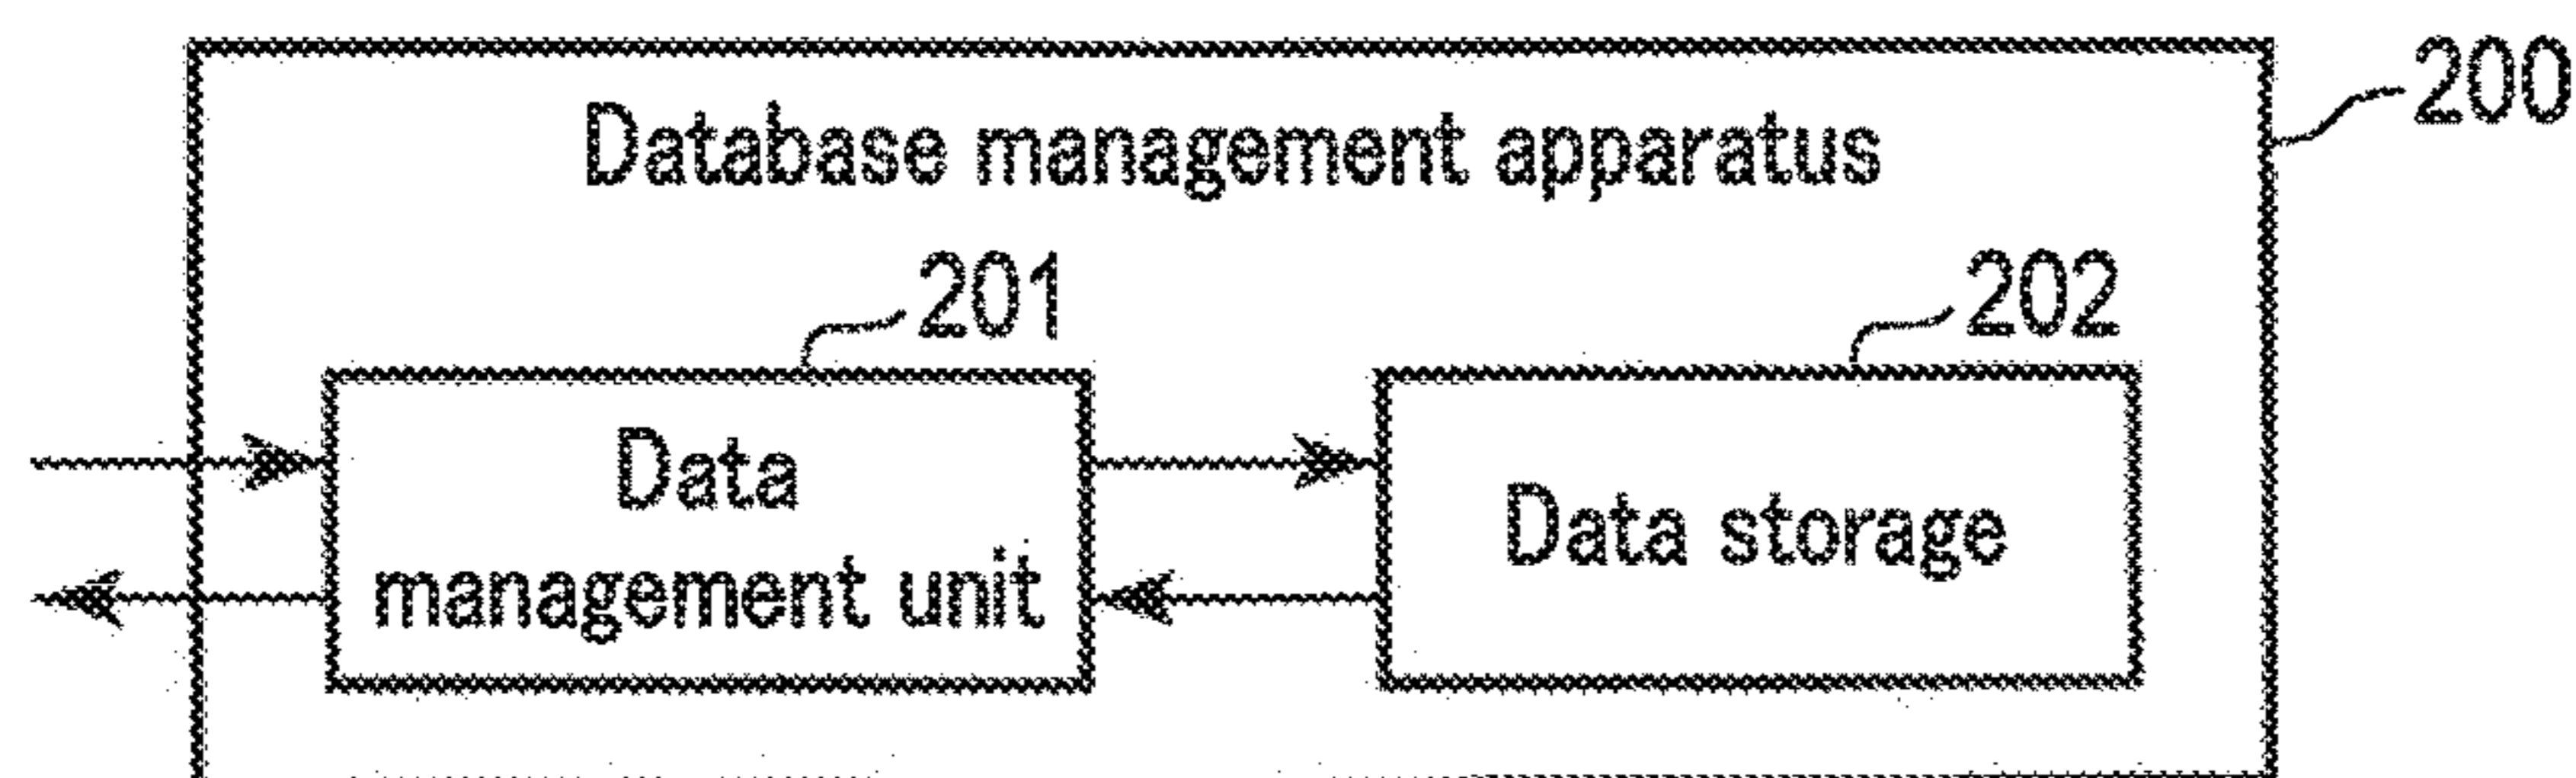 200
Database management apparatus
201
202
Data
management unit
Data storage